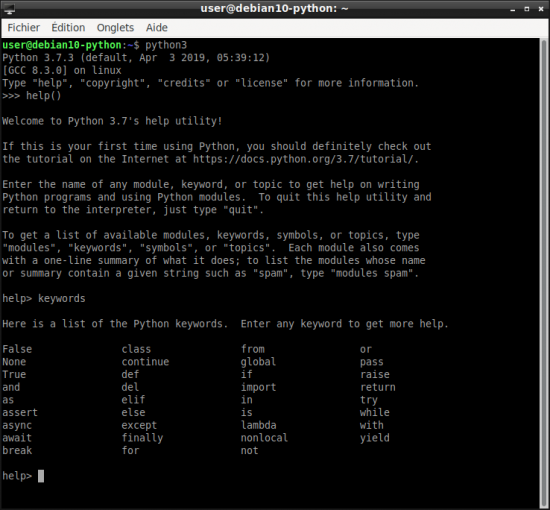 user@debian10-python: ~
Fichier Édition Onglets Aide
user@debian10-python:~$ python3
Python 3.7.3 (default, Apr  3 2019, 05:39:12)
[GCC 8.3.0] on linux
Type "help", "copyright", "credits" or "license" for more information.
>>> help()
Welcome to Python 3.7's help utility!
If this is your first time using Python, you should definitely check out
the tutorial on the Internet at https://docs.python.org/3.7/tutorial/.
Enter the name of any module, keyword, or topic to get help on writing
Python programs and using Python modules.  To quit this help utility and
return to the interpreter, just type "quit".
To get a list of available modules, keywords, symbols, or topics, type
"modules", "keywords", "symbols", or "topics".  Each module also comes
with a one-line summary of what it does; to list the modules whose name
or summary contain a given string such as "spam", type "modules spam".
help> keywords
Here is a list of the Python keywords.  Enter any keyword to get more help.
False               class               from                or
None                continue            global              pass
True                def                 if                  raise
and                 del                 import              return
as                  elif                in                  try
assert              else                is                  while
async               except              lambda              with
await               finally             nonlocal            yield
break               for                 not
help>